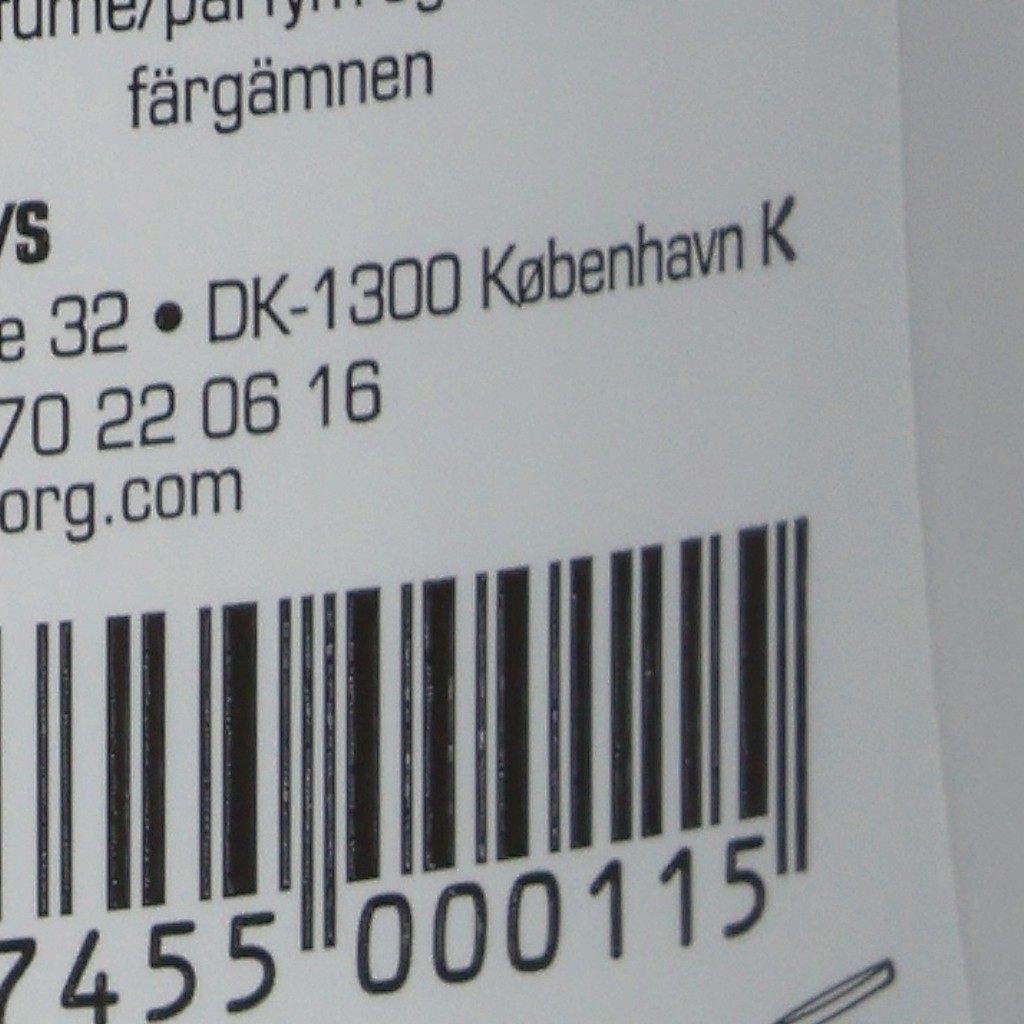 färgämnen
/S
e 32 • DK-1300 København K
70 22 06 16
org.com
7455 000115